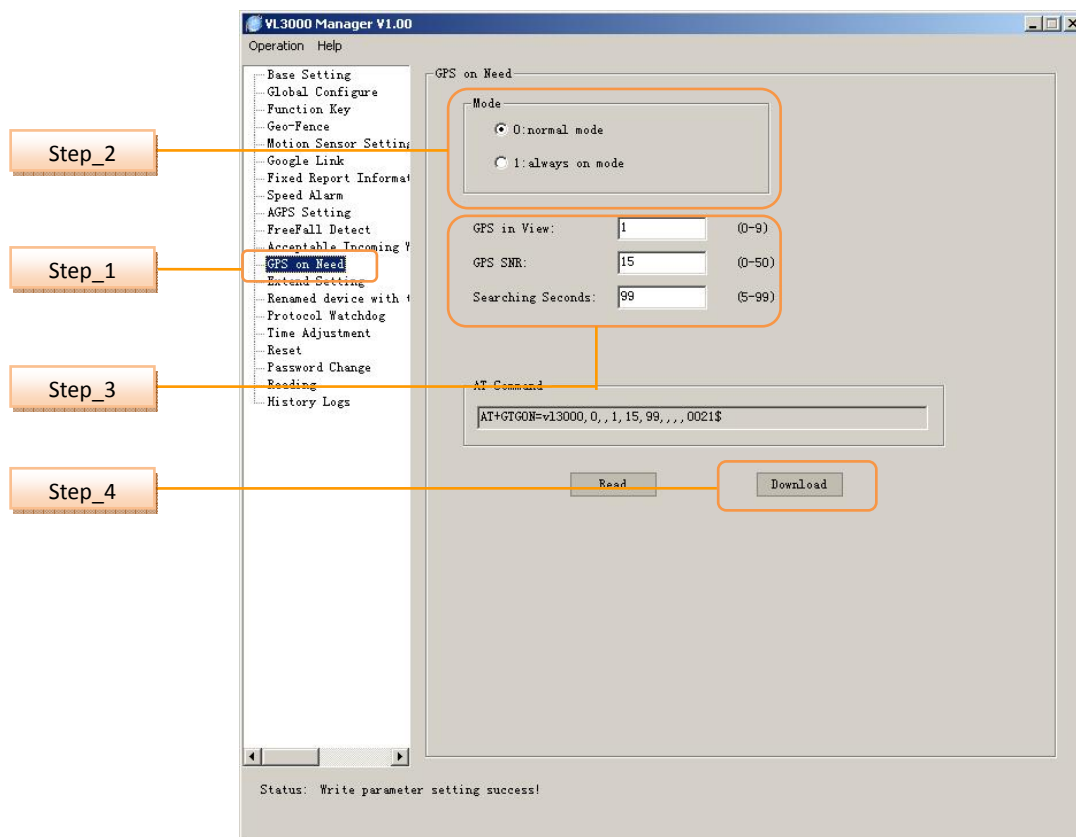 VL3000 Manager V1.00
Operation Help
Base Setting
Global Configure
Function Key
Geo-Fence
Motion Sensor Setting
Google Link
Fixed Report Informat
Speed Alarm
AGPS Setting
FreeFall Detect
Acceptable Incoming W
GPS on Need
Extend Setting
Renamed device with t
Protocol Watchdog
Time Adjustment
Reset
Password Change
Reading
History Logs
Step_2
Step_1
Step_3
Step_4
GPS on Need
Mode
0:normal mode
1:always on mode
GPS in View: 1 (0-9)
GPS SNR: 15 (0-50)
Searching Seconds: 99 (5-99)
AT Command
AT+GTGON=vl3000,0,,1,15,99,,,,0021$
Read Download
Status: Write parameter setting success!